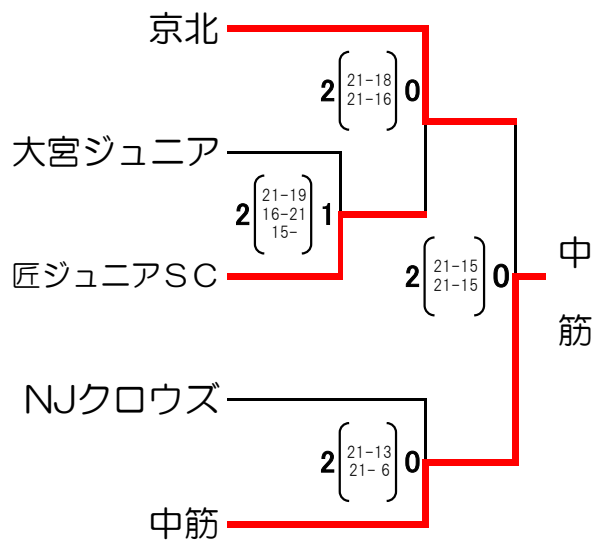 京北
2 21-18 0
21-16
大宮ジュニア
2 21-19 1
16-21
15-
匠ジュニアSC
2 21-15 0
21-15
中
筋
NJクロウズ
2 21-13 0
21- 6
中筋